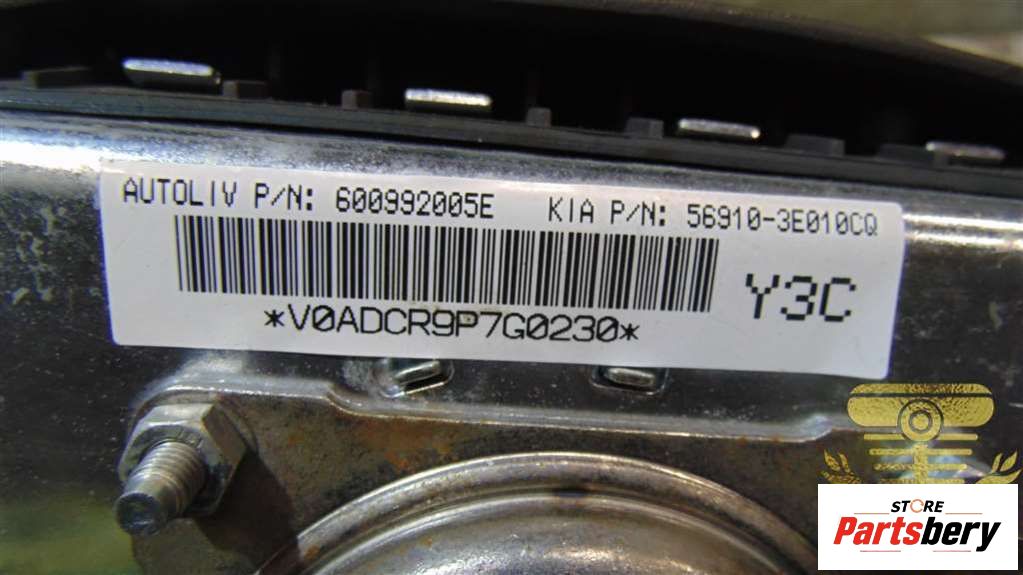 AUTOLIV P/N: 600992005E KIA P/N: 56910-3E010CQ
Y3C
*V0ADCR9P7G0230*
STORE
Partsbery